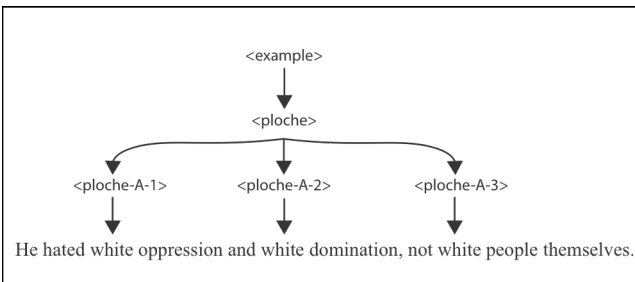 <example>
<ploche>
<ploche-A-1> <ploche-A-2> <ploche-A-3>
He hated white oppression and white domination, not white people themselves.